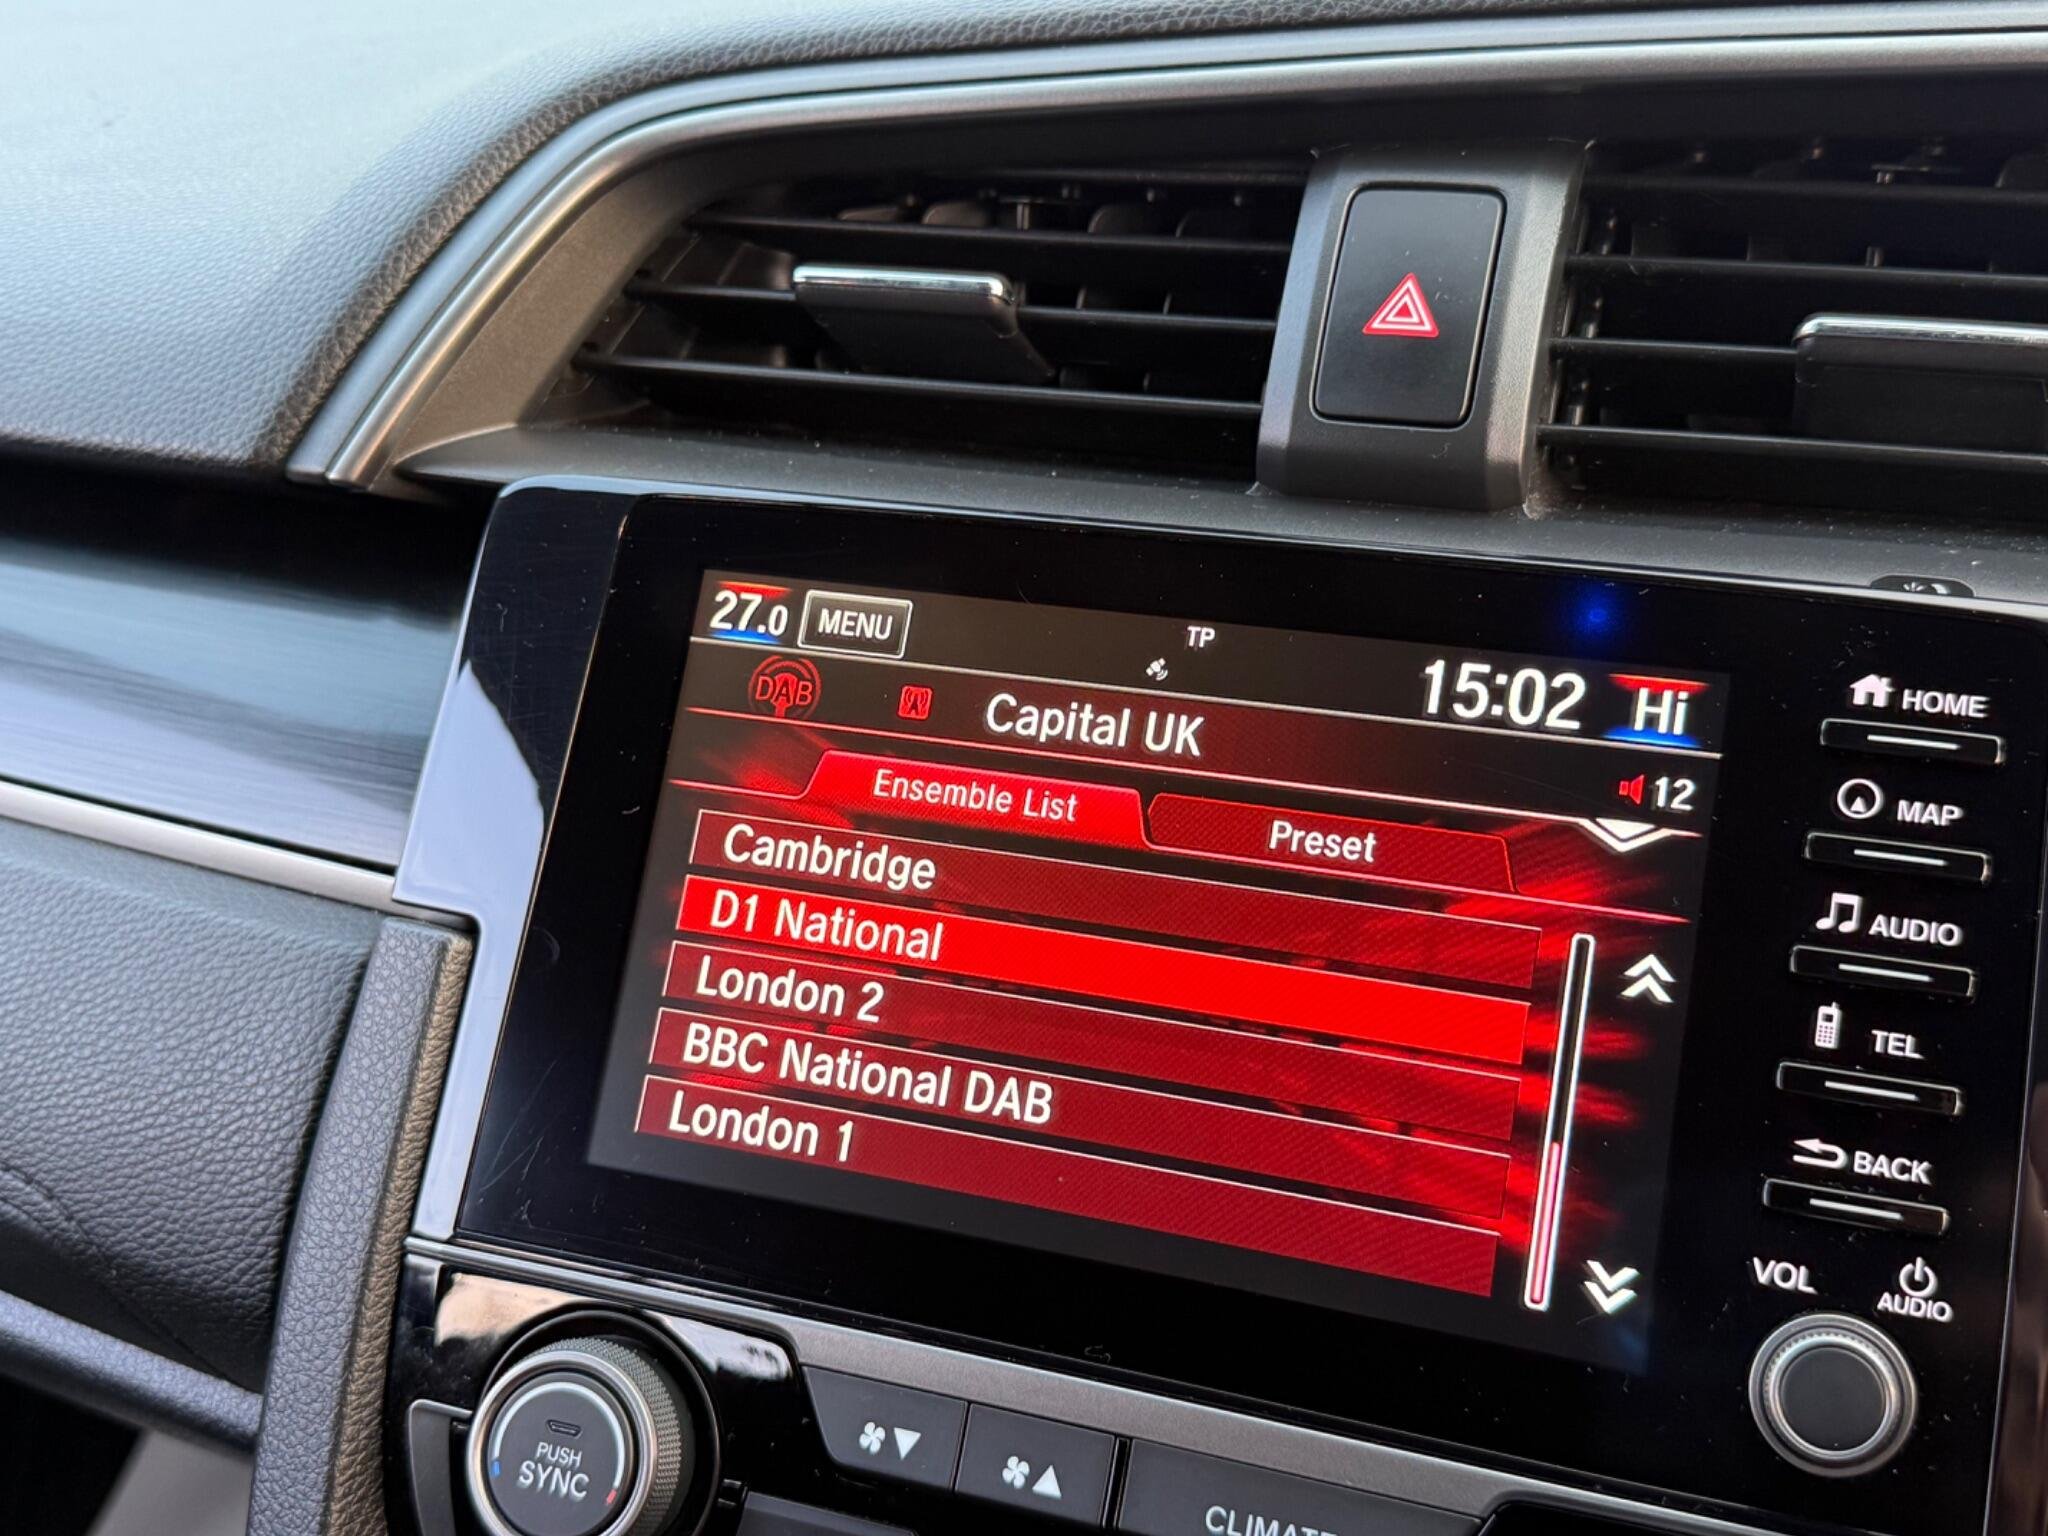 27.0 MENU TP 15:02 Hi
DAB Capital UK
12
Ensemble List Preset
Cambridge
D1 National
London 2
BBC National DAB
London 1
HOME
MAP
AUDIO
TEL
BACK
VOL AUDIO
PUSH
SYNC
CLIMATE